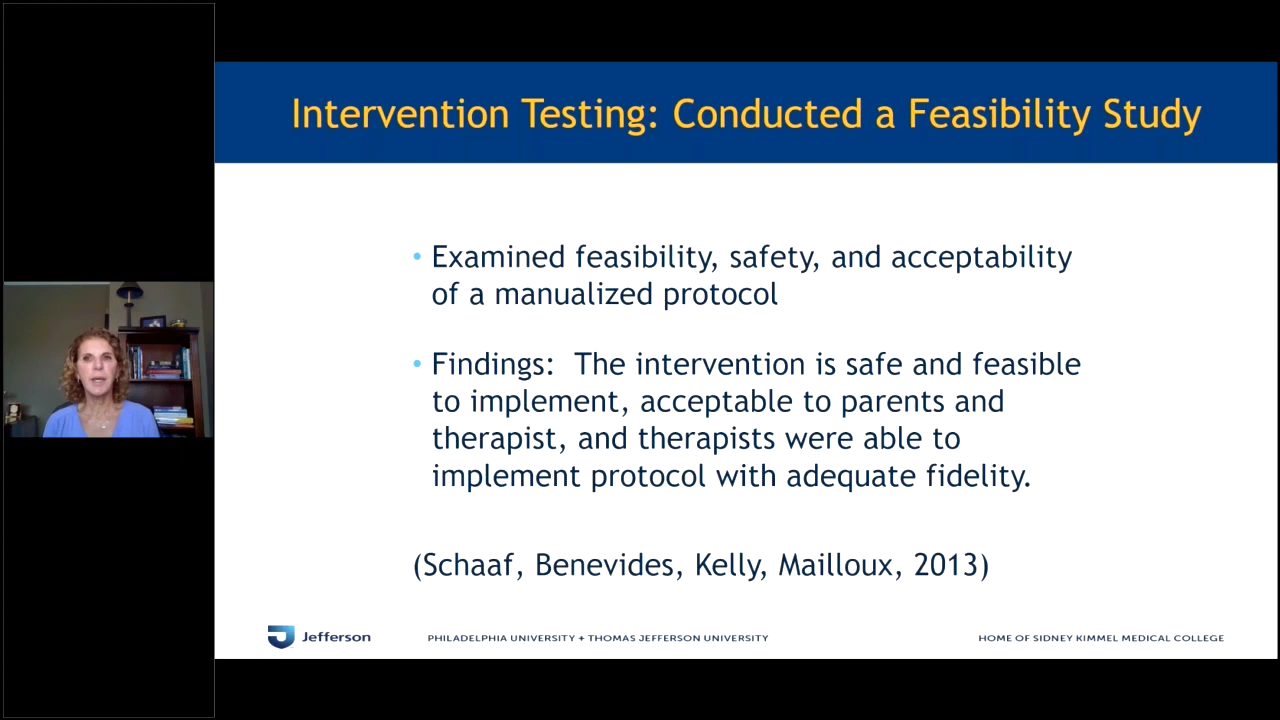 Intervention Testing: Conducted a Feasibility Study
• Examined feasibility, safety, and acceptability
of a manualized protocol
• Findings:  The intervention is safe and feasible
to implement, acceptable to parents and
therapist, and therapists were able to
implement protocol with adequate fidelity.
(Schaaf, Benevides, Kelly, Mailloux, 2013)
Jefferson
PHILADELPHIA UNIVERSITY + THOMAS JEFFERSON UNIVERSITY
HOME OF SIDNEY KIMMEL MEDICAL COLLEGE